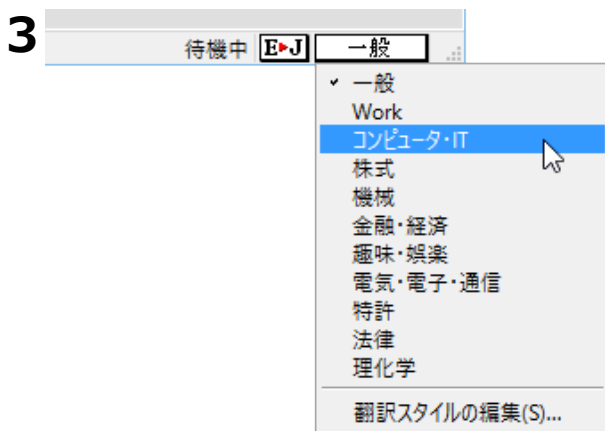 3
待機中 E▸J 一般
✓ 一般
Work
コンピュータ・IT
株式
機械
金融・経済
趣味・娯楽
電気・電子・通信
特許
法律
理化学
翻訳スタイルの編集(S)...